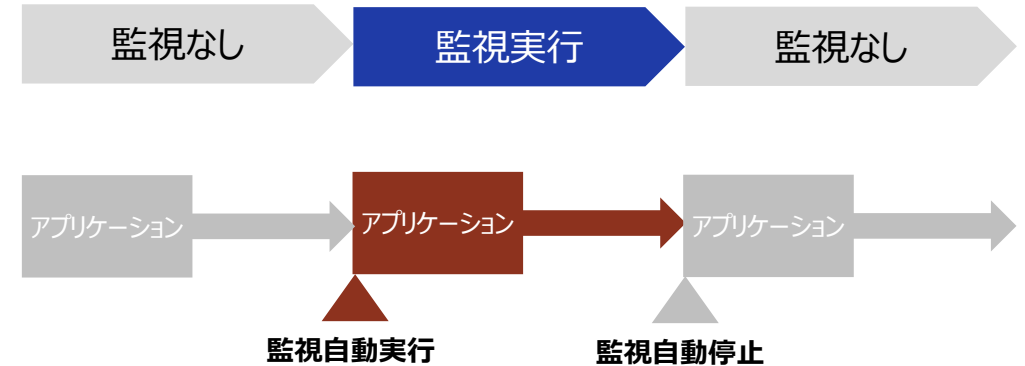 監視なし
監視実行
監視なし
アプリケーション
アプリケーション
アプリケーション
監視自動実行
監視自動停止